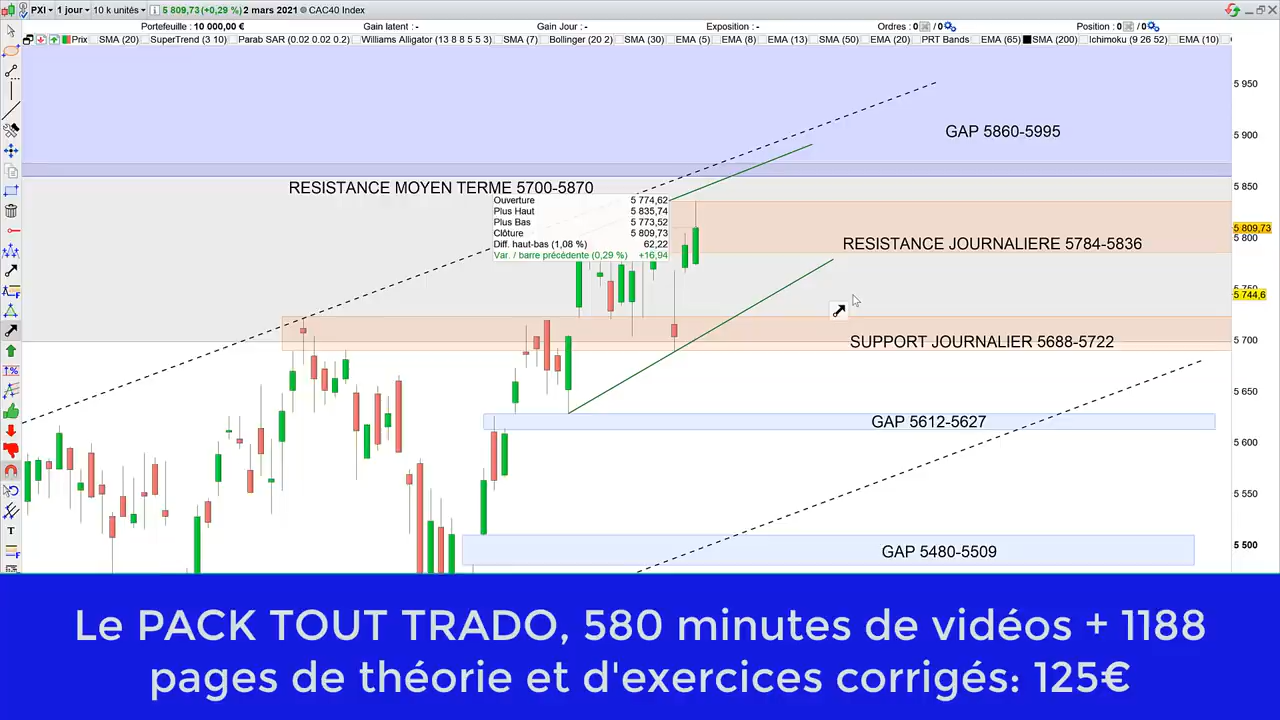 PXI 1 jour 10 k unités 5 809,73 (+0,29 %) 2 mars 2021 CAC40 Index
Portefeuille : 10 000,00 € Gain latent : - Gain Jour : - Exposition : - Ordres : 0 / 0 Position : 0 / 0
Prix SMA (20) SuperTrend (3 10) Parab SAR (0.02 0.02 0.2) Williams Alligator (13 8 8 5 5 3) SMA (7) Bollinger (20 2) SMA (30) EMA (5) EMA (8) EMA (13) SMA (50) EMA (20) PRT Bands EMA (65) SMA (200) Ichimoku (9 26 52) EMA (10)
5 950
GAP 5860-5995
5 900
RESISTANCE MOYEN TERME 5700-5870
5 850
Ouverture 5 774,62
Plus Haut 5 835,74
Plus Bas 5 773,52
Clôture 5 809,73
Diff. haut-bas (1,08 %) 62,22
Var. / barre précédente (0,29 %) +16,94
5 809,73
5 800
RESISTANCE JOURNALIERE 5784-5836
5 750
5 744,6
SUPPORT JOURNALIER 5688-5722
5 700
5 650
GAP 5612-5627
5 600
5 550
GAP 5480-5509
5 500
Le PACK TOUT TRADO, 580 minutes de vidéos + 1188
pages de théorie et d'exercices corrigés: 125€